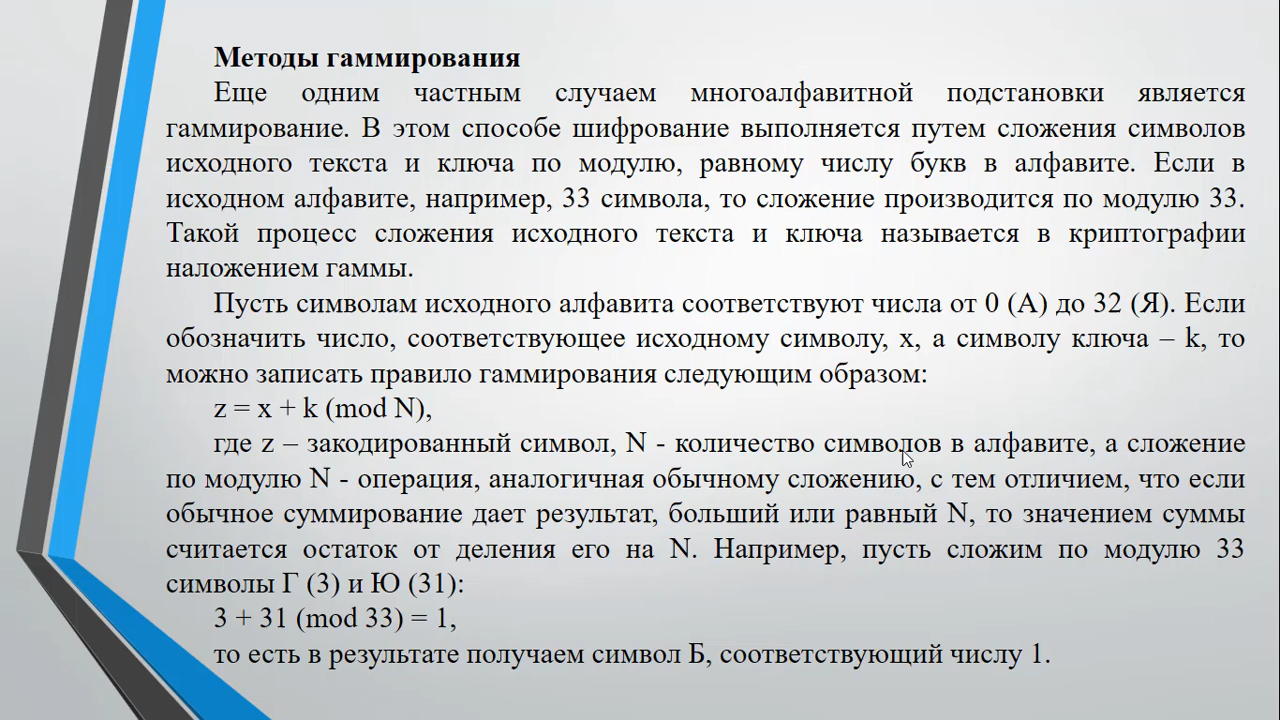 Методы гаммирования
Еще одним частным случаем многоалфавитной подстановки является
гаммирование. В этом способе шифрование выполняется путем сложения символов
исходного текста и ключа по модулю, равному числу букв в алфавите. Если в
исходном алфавите, например, 33 символа, то сложение производится по модулю 33.
Такой процесс сложения исходного текста и ключа называется в криптографии
наложением гаммы.
Пусть символам исходного алфавита соответствуют числа от 0 (А) до 32 (Я). Если
обозначить число, соответствующее исходному символу, x, а символу ключа – k, то
можно записать правило гаммирования следующим образом:
z = x + k (mod N),
где z – закодированный символ, N - количество символов в алфавите, а сложение
по модулю N - операция, аналогичная обычному сложению, с тем отличием, что если
обычное суммирование дает результат, больший или равный N, то значением суммы
считается остаток от деления его на N. Например, пусть сложим по модулю 33
символы Г (3) и Ю (31):
3 + 31 (mod 33) = 1,
то есть в результате получаем символ Б, соответствующий числу 1.